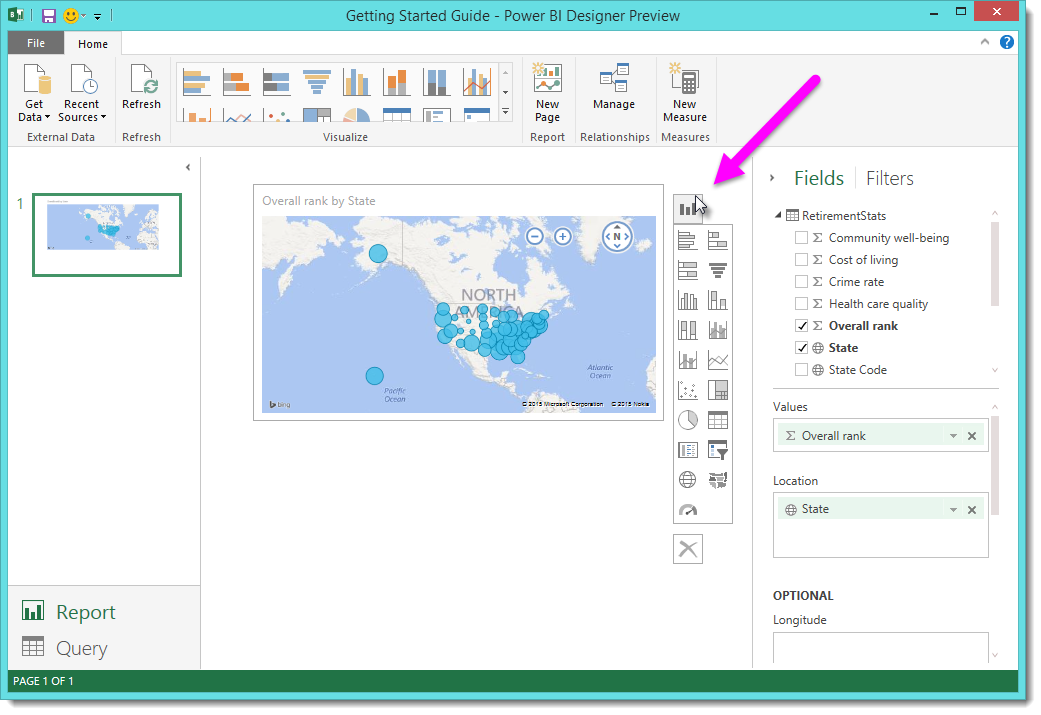 Getting Started Guide - Power BI Designer Preview
File
Home
Get
Data
Recent
Sources
Refresh
New
Page
Manage
New
Measure
External Data
Refresh
Visualize
Report
Relationships
Measures
1
Overall rank by State
N
NORTH
AMERICA
Pacific
Ocean
Atlantic
Ocean
bing
© 2015 Microsoft Corporation © 2015 Nokia
Fields
Filters
RetirementStats
Community well-being
Cost of living
Crime rate
Health care quality
Overall rank
State
State Code
Values
Overall rank
Location
State
OPTIONAL
Longitude
Report
Query
PAGE 1 OF 1